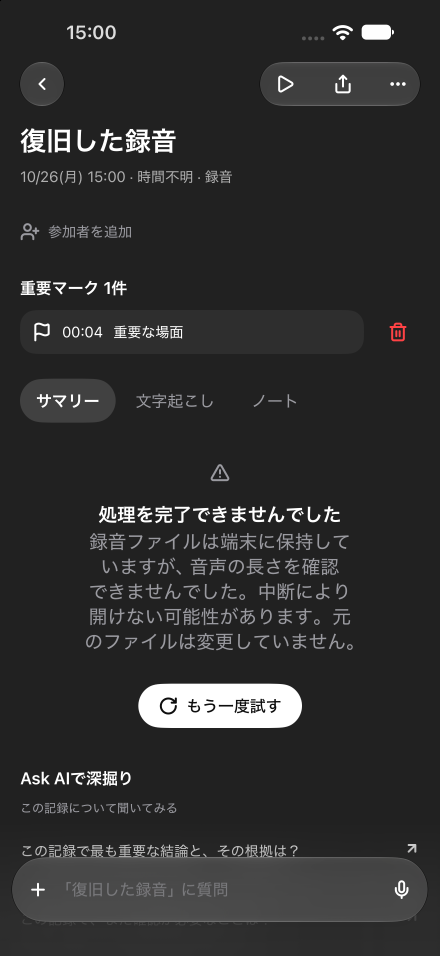 15:00
復旧した録音
10/26(月) 15:00 · 時間不明 · 録音
参加者を追加
重要マーク 1件
00:04 重要な場面
サマリー 文字起こし ノート
処理を完了できませんでした
録音ファイルは端末に保持して
いますが、音声の長さを確認
できませんでした。中断により
開けない可能性があります。元
のファイルは変更していません。
もう一度試す
Ask AIで深掘り
この記録について聞いてみる
この記録で最も重要な結論と、その根拠は？
「復旧した録音」に質問